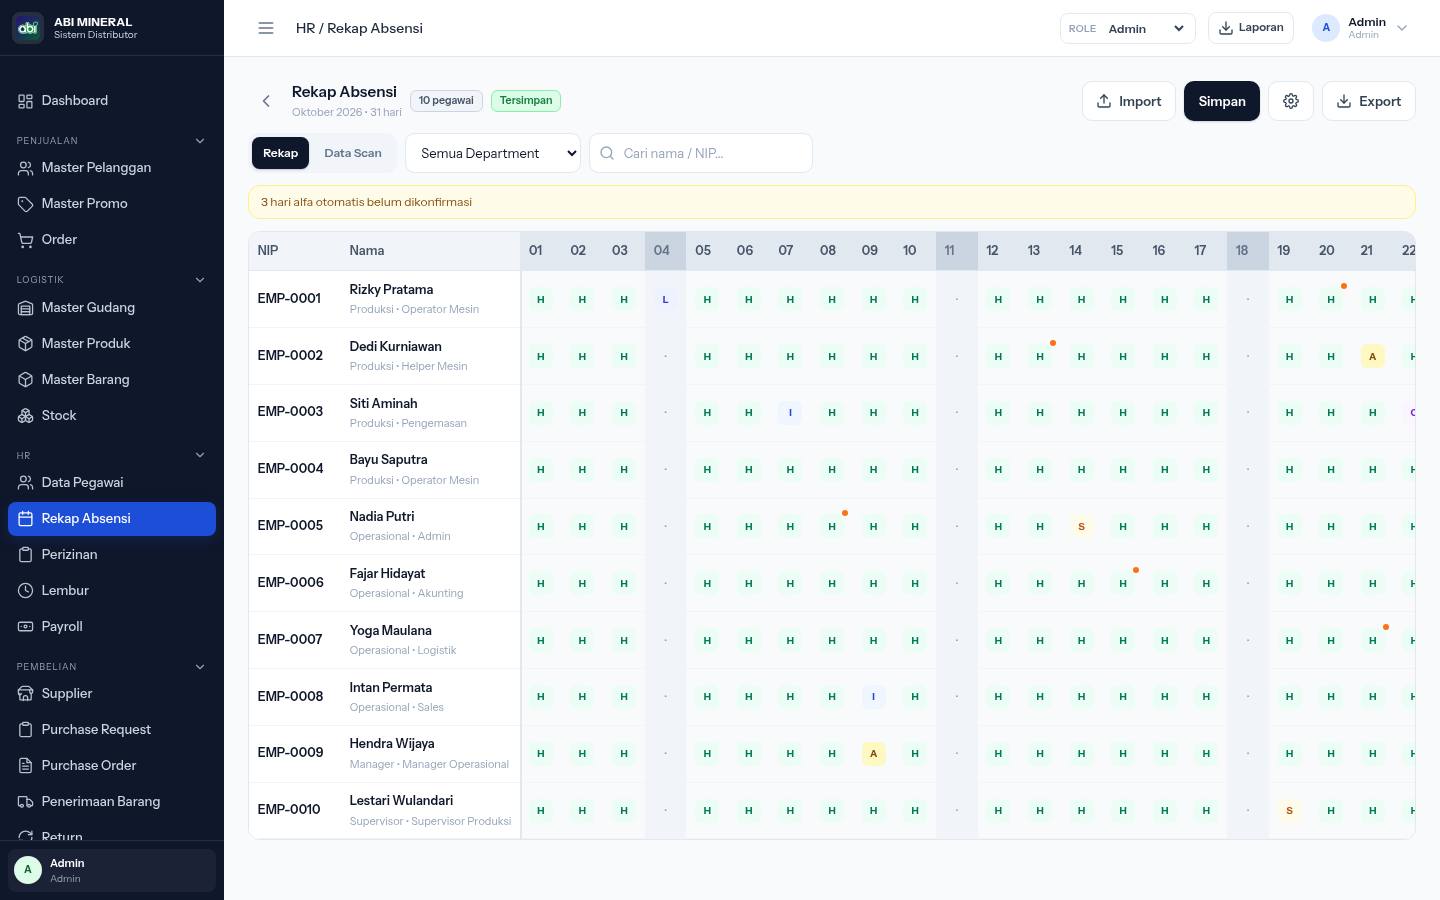 ABI MINERAL
Sistem Distributor
abi
HR / Rekap Absensi
ROLE Admin
Laporan
A
Admin
Admin
Dashboard
PENJUALAN
Master Pelanggan
Master Promo
Order
LOGISTIK
Master Gudang
Master Produk
Master Barang
Stock
HR
Data Pegawai
Rekap Absensi
Perizinan
Lembur
Payroll
PEMBELIAN
Supplier
Purchase Request
Purchase Order
Penerimaan Barang
Return
A
Admin
Admin
Rekap Absensi
Oktober 2026 • 31 hari
10 pegawai
Tersimpan
Import
Simpan
Export
Rekap
Data Scan
Semua Department
Cari nama / NIP...
3 hari alfa otomatis belum dikonfirmasi
NIP Nama 01 02 03 04 05 06 07 08 09 10 11 12 13 14 15 16 17 18 19 20 21 22
EMP-0001 Rizky Pratama H H H L H H H H H H · H H H H H H · H H H H
Produksi • Operator Mesin
EMP-0002 Dedi Kurniawan H H H · H H H H H H · H H H H H H · H H A H
Produksi • Helper Mesin
EMP-0003 Siti Aminah H H H · H H I H H H · H H H H H H · H H H
Produksi • Pengemasan
EMP-0004 Bayu Saputra H H H · H H H H H H · H H H H H H · H H H H
Produksi • Operator Mesin
EMP-0005 Nadia Putri H H H · H H H H H H · H H S H H H · H H H H
Operasional • Admin
EMP-0006 Fajar Hidayat H H H · H H H H H H · H H H H H H · H H H H
Operasional • Akunting
EMP-0007 Yoga Maulana H H H · H H H H H H · H H H H H H · H H H H
Operasional • Logistik
EMP-0008 Intan Permata H H H · H H H H I H · H H H H H H · H H H H
Operasional • Sales
EMP-0009 Hendra Wijaya H H H · H H H H A H · H H H H H H · H H H H
Manager • Manager Operasional
EMP-0010 Lestari Wulandari H H H · H H H H H H · H H H H H H · S H H H
Supervisor • Supervisor Produksi